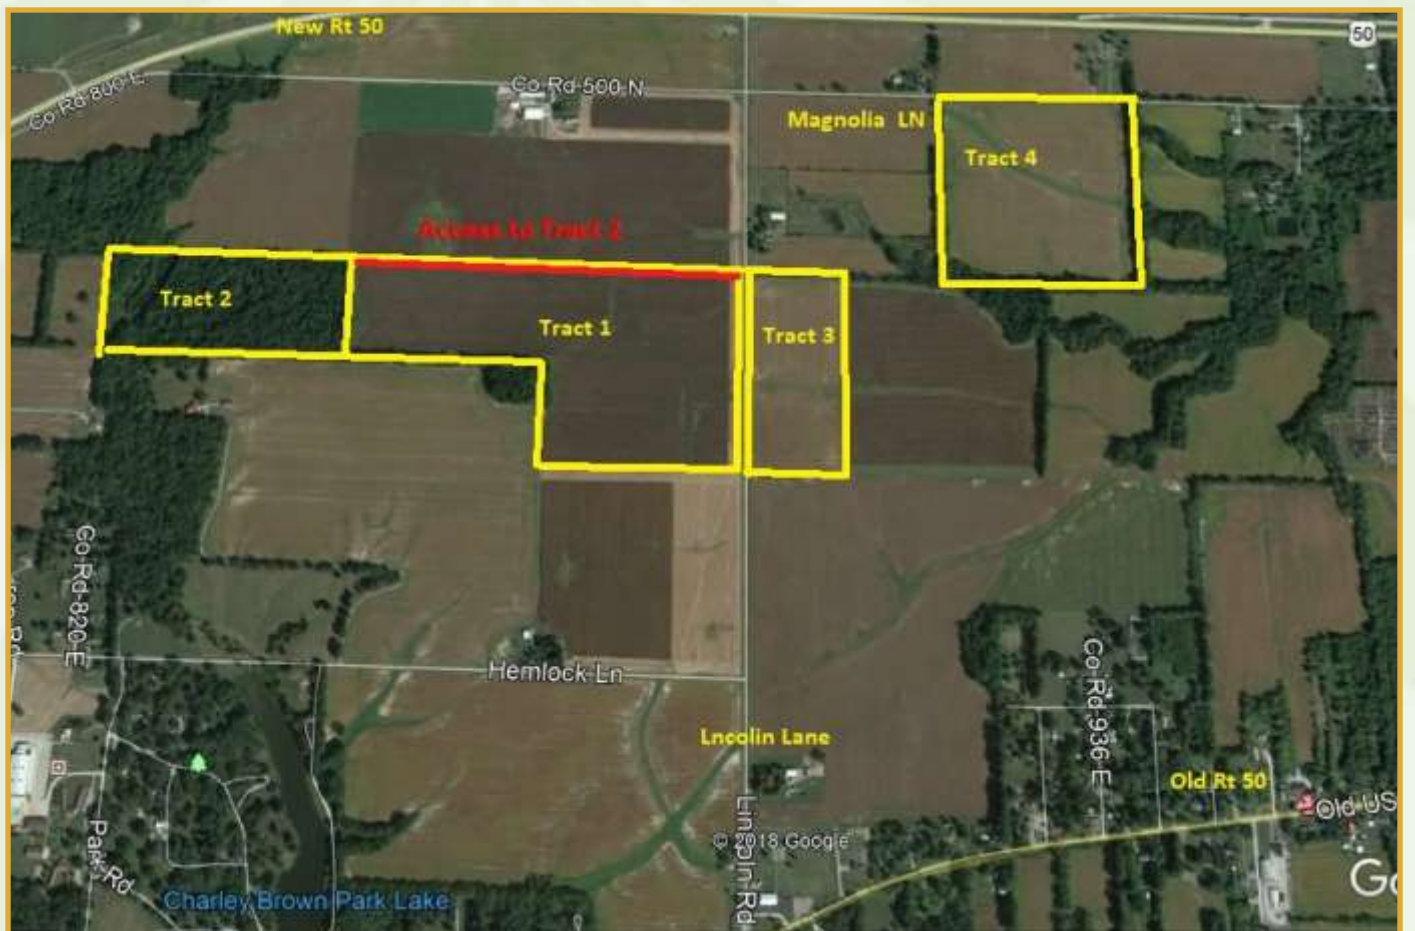 New Rt 50
50
Co Rd 800 E
Co Rd 500 N
Magnolia LN
Tract 4
Access to Tract 2
Tract 2
Tract 1
Tract 3
Co Rd 820 E
Hemlock Ln
Co Rd 936 E
Lncolin Lane
Old Rt 50
Old US
Lincoln Rd
© 2018 Google
Park Rd
Go
Charley Brown Park Lake